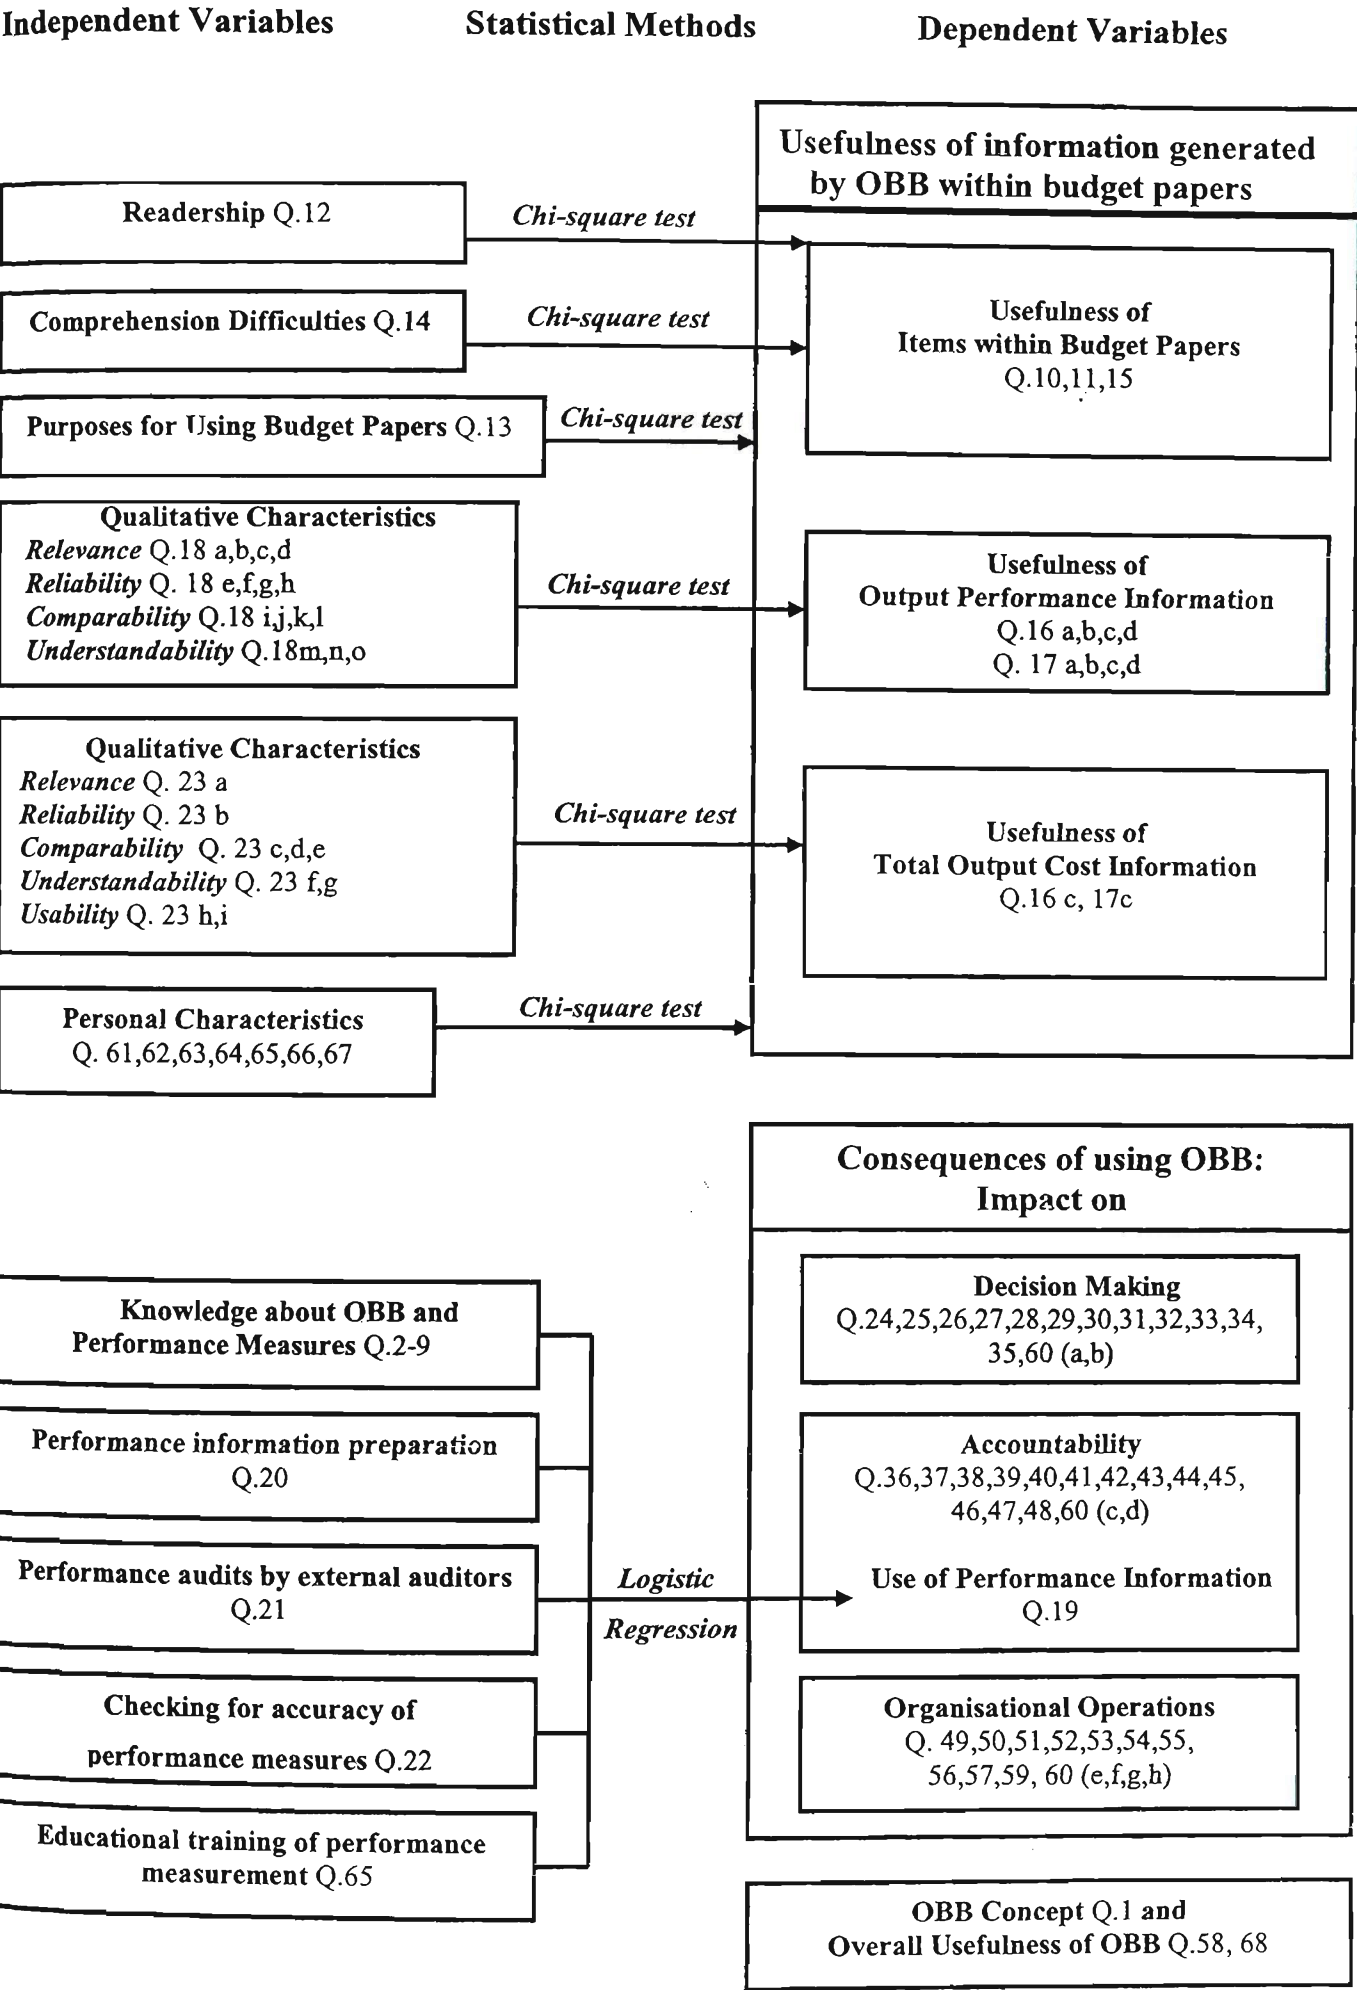 Independent Variables
Statistical Methods
Dependent Variables
Usefulness of information generated
by OBB within budget papers
Readership Q.12
Chi-square test
Comprehension Difficulties Q.14
Chi-square test
Usefulness of
Items within Budget Papers
Q.10,11,15
Purposes for Using Budget Papers Q.13
Chi-square test
Qualitative Characteristics
Relevance Q.18 a,b,c,d
Reliability Q. 18 e,f,g,h
Comparability Q.18 i,j,k,l
Understandability Q.18m,n,o
Chi-square test
Usefulness of
Output Performance Information
Q.16 a,b,c,d
Q. 17 a,b,c,d
Qualitative Characteristics
Relevance Q. 23 a
Reliability Q. 23 b
Comparability Q. 23 c,d,e
Understandability Q. 23 f,g
Usability Q. 23 h,i
Chi-square test
Usefulness of
Total Output Cost Information
Q.16 c, 17c
Personal Characteristics
Q. 61,62,63,64,65,66,67
Chi-square test
Consequences of using OBB:
Impact on
Knowledge about OBB and
Performance Measures Q.2-9
Performance information preparation
Q.20
Performance audits by external auditors
Q.21
Checking for accuracy of
performance measures Q.22
Educational training of performance
measurement Q.65
Logistic
Regression
Decision Making
Q.24,25,26,27,28,29,30,31,32,33,34,
35,60 (a,b)
Accountability
Q.36,37,38,39,40,41,42,43,44,45,
46,47,48,60 (c,d)
Use of Performance Information
Q.19
Organisational Operations
Q. 49,50,51,52,53,54,55,
56,57,59, 60 (e,f,g,h)
OBB Concept Q.1 and
Overall Usefulness of OBB Q.58, 68